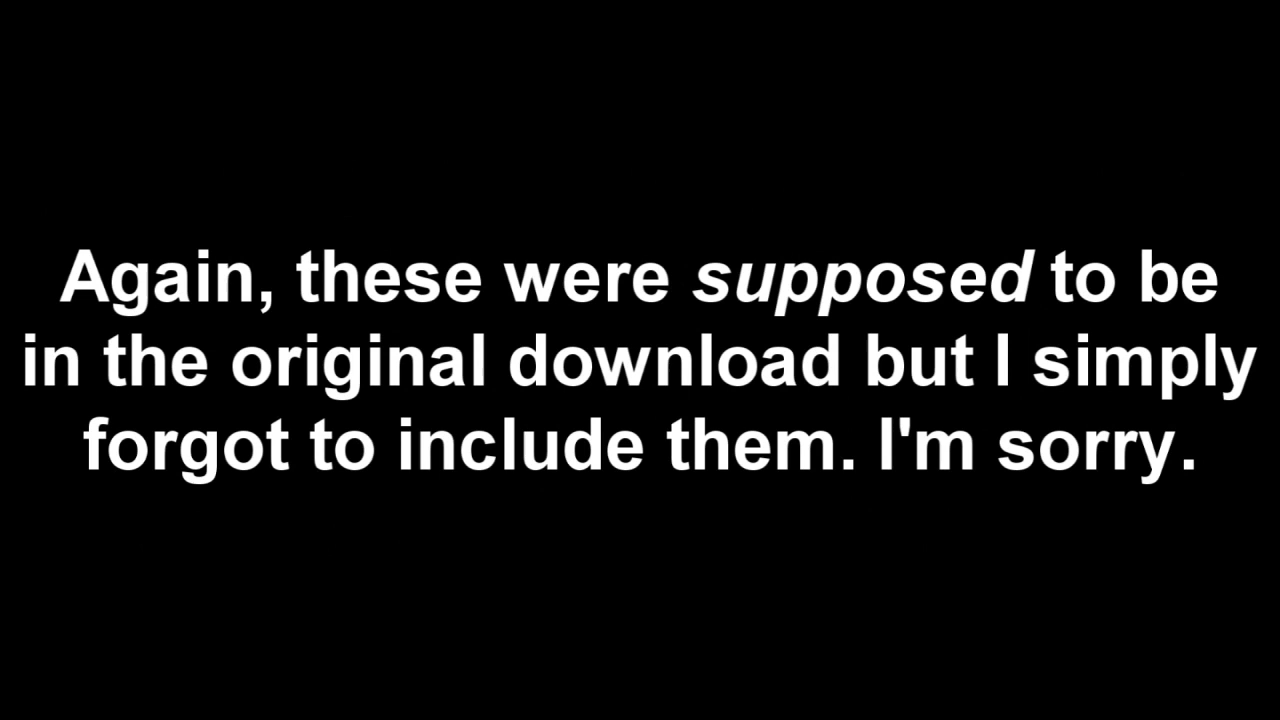 Again, these were supposed to be
in the original download but I simply
forgot to include them. I'm sorry.